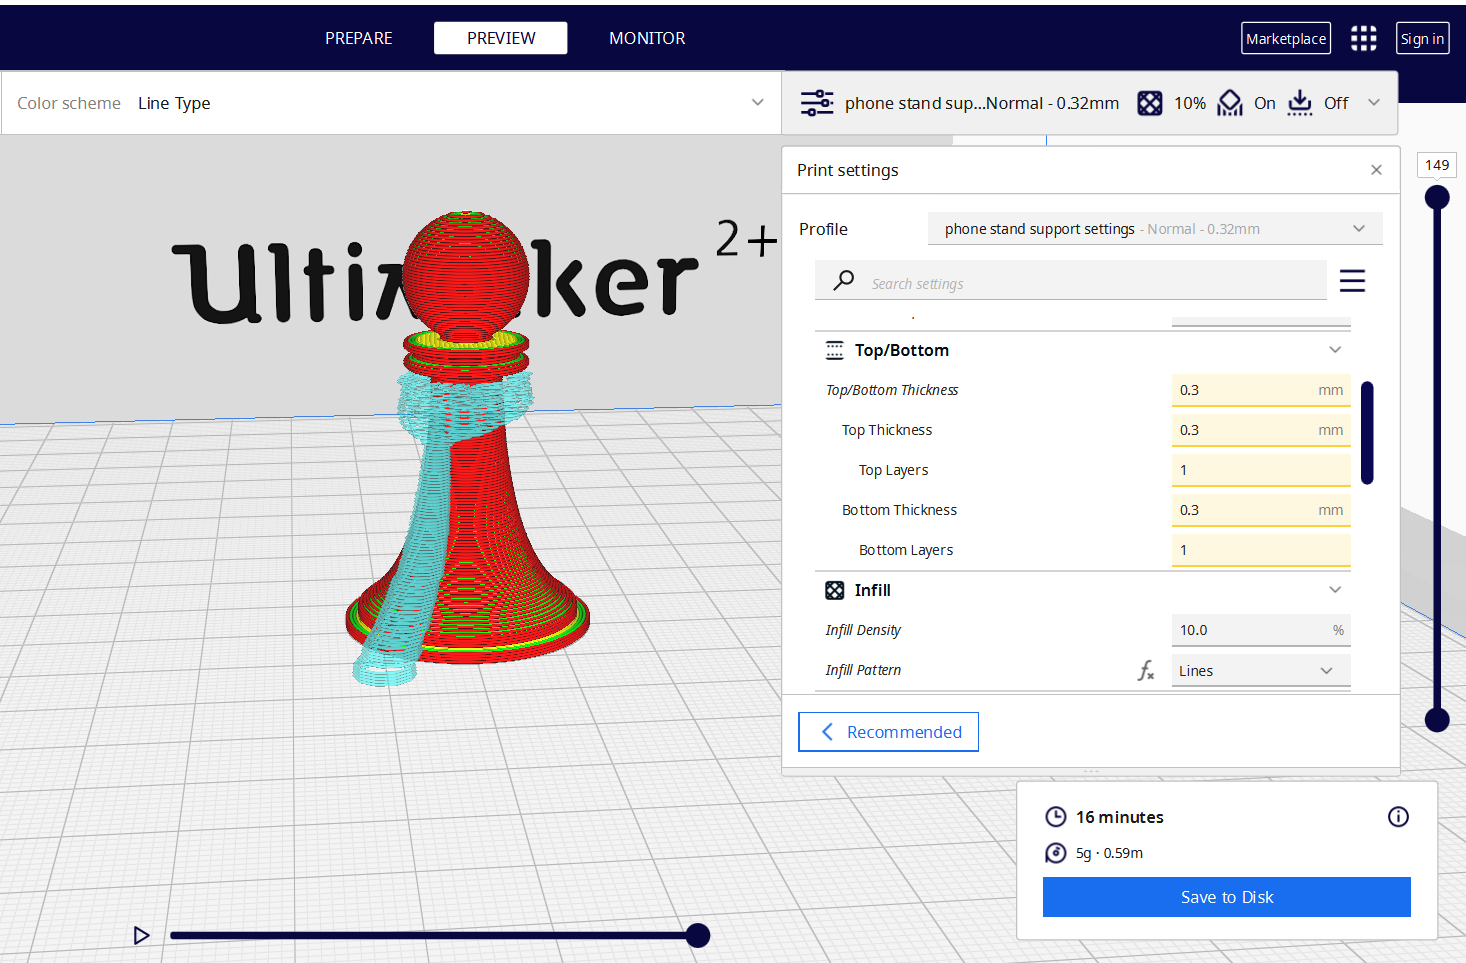 PREPARE PREVIEW MONITOR Marketplace Sign in
Color scheme Line Type phone stand sup...Normal - 0.32mm 10% On Off
Print settings
149
Profile phone stand support settings - Normal - 0.32mm
Search settings
Top/Bottom
Top/Bottom Thickness 0.3 mm
Top Thickness 0.3 mm
Top Layers 1
Bottom Thickness 0.3 mm
Bottom Layers 1
Infill
Infill Density 10.0 %
Infill Pattern Lines
Recommended
2+
16 minutes
5g · 0.59m
Save to Disk